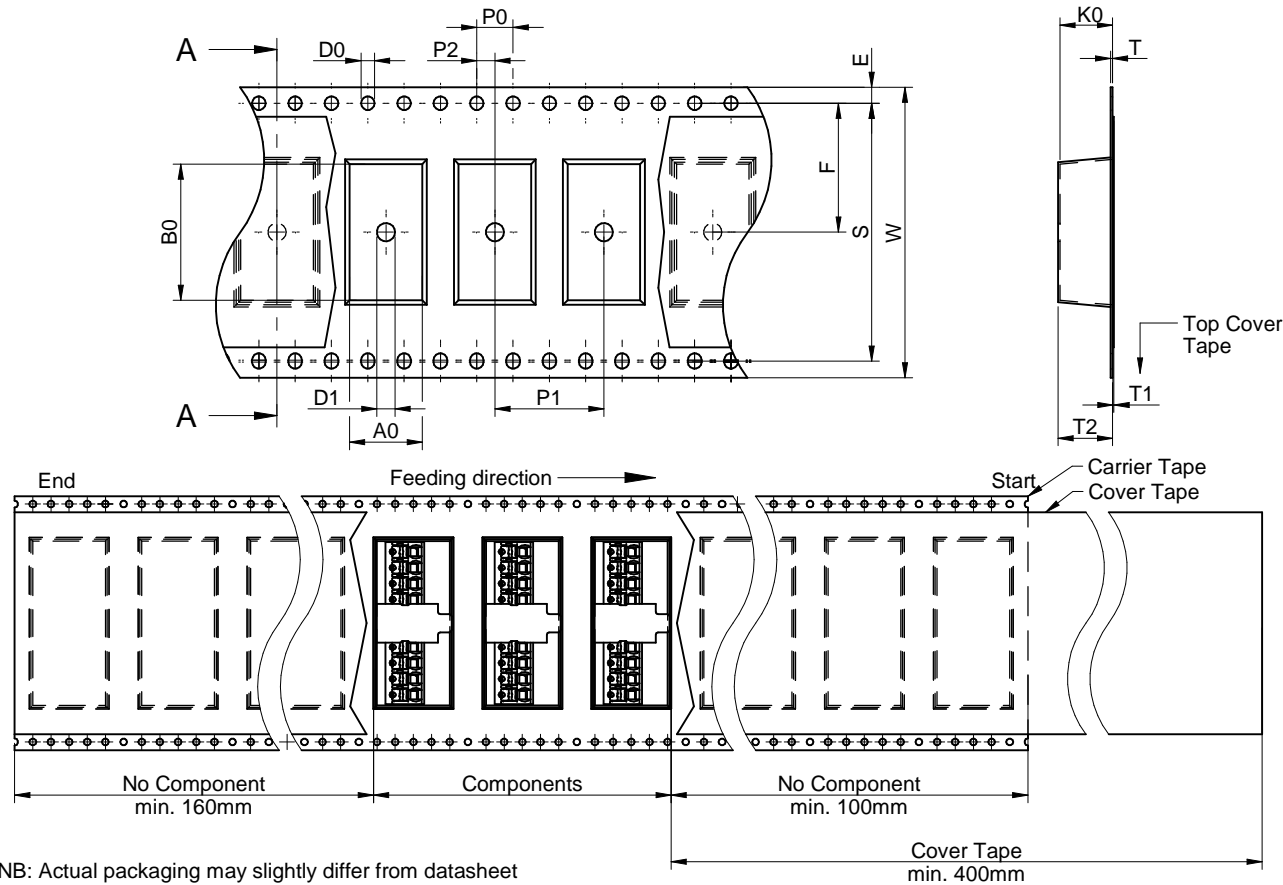 A
D0
P2
P0
E
K0
T
B0
F
S
W
Top Cover
Tape
A
D1
A0
P1
T2
T1
End
Feeding direction
Start
Carrier Tape
Cover Tape
No Component
min. 160mm
Components
No Component
min. 100mm
Cover Tape
min. 400mm
NB: Actual packaging may slightly differ from datasheet